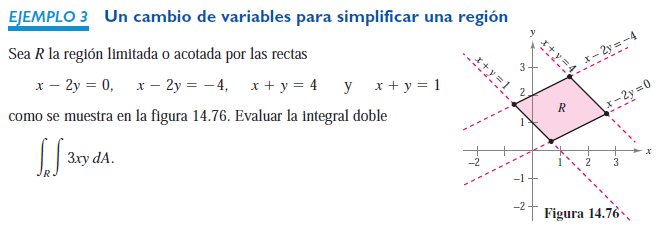 EJEMPLO 3 Un cambio de variables para simplificar una región
Sea R la región limitada o acotada por las rectas
x − 2y = 0, x − 2y = −4, x + y = 4 y x + y = 1
como se muestra en la figura 14.76. Evaluar la integral doble
∫∫_R 3xy dA.
y
x + y = 4
x − 2y = −4
x + y = 1
3
x − 2y = 0
2
R
1
x
−2
1 2 3
−1
−2
Figura 14.76